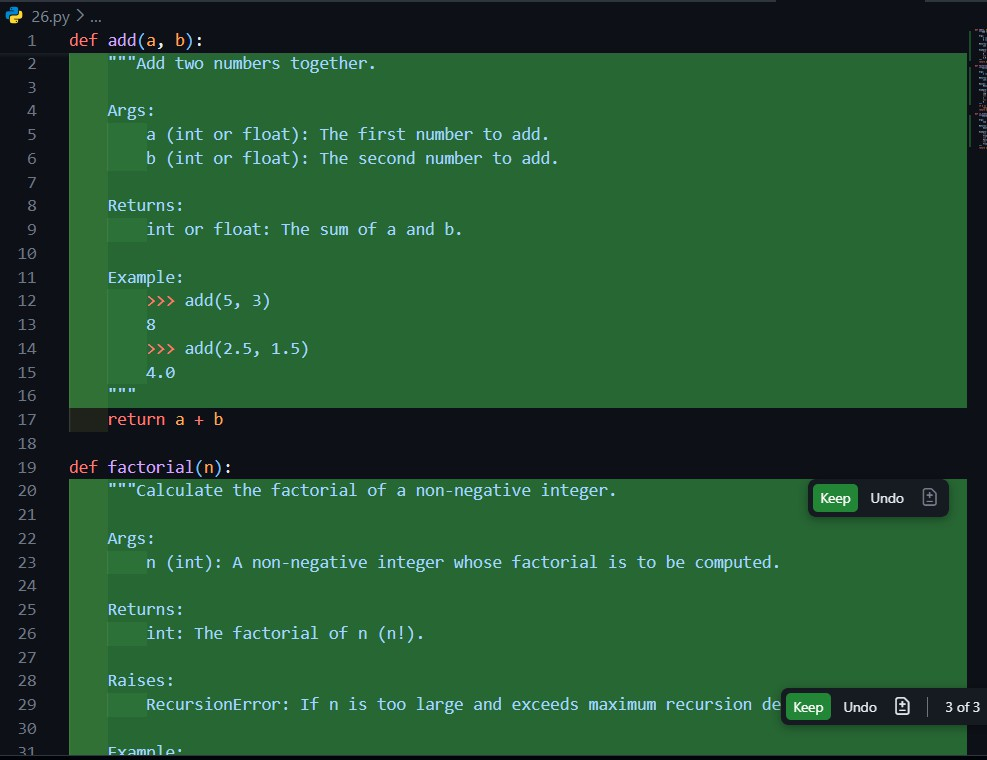 26.py > ...
1 def add(a, b):
2 """Add two numbers together.
3
4 Args:
5 a (int or float): The first number to add.
6 b (int or float): The second number to add.
7
8 Returns:
9 int or float: The sum of a and b.
10
11 Example:
12 >>> add(5, 3)
13 8
14 >>> add(2.5, 1.5)
15 4.0
16 """
17 return a + b
18
19 def factorial(n):
20 """Calculate the factorial of a non-negative integer.
Keep Undo
21
22 Args:
23 n (int): A non-negative integer whose factorial is to be computed.
24
25 Returns:
26 int: The factorial of n (n!).
27
28 Raises:
29 RecursionError: If n is too large and exceeds maximum recursion de
Keep Undo 3 of 3
30
31 Example: